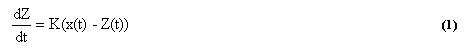 dZ/dt = K(x(t) - Z(t)) (1)